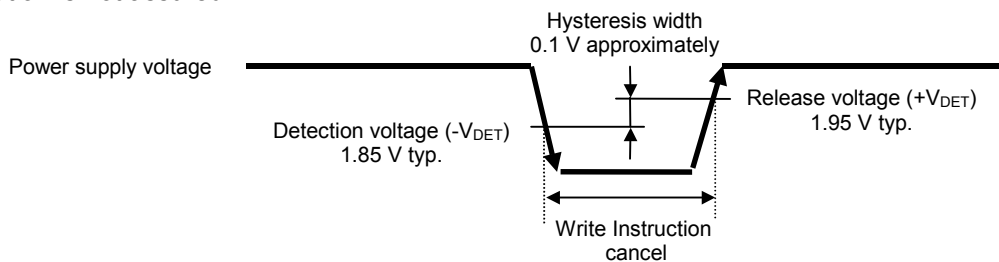 Hysteresis width
0.1 V approximately
Power supply voltage
Release voltage (+VDET)
1.95 V typ.
Detection voltage (-VDET)
1.85 V typ.
Write Instruction
cancel